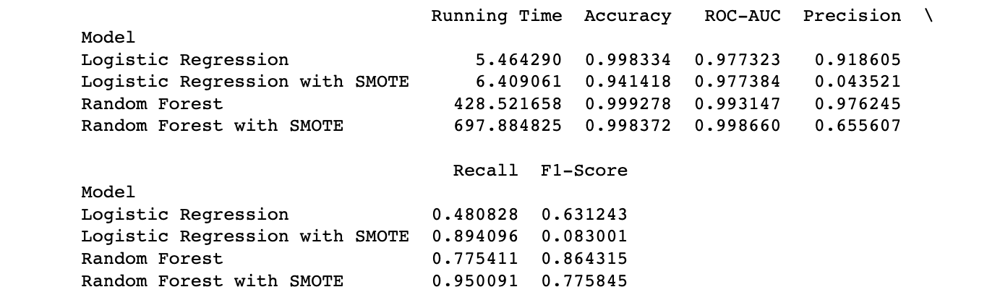 Running Time Accuracy ROC-AUC Precision \
Model
Logistic Regression 5.464290 0.998334 0.977323 0.918605
Logistic Regression with SMOTE 6.409061 0.941418 0.977384 0.043521
Random Forest 428.521658 0.999278 0.993147 0.976245
Random Forest with SMOTE 697.884825 0.998372 0.998660 0.655607
Recall F1-Score
Model
Logistic Regression 0.480828 0.631243
Logistic Regression with SMOTE 0.894096 0.083001
Random Forest 0.775411 0.864315
Random Forest with SMOTE 0.950091 0.775845